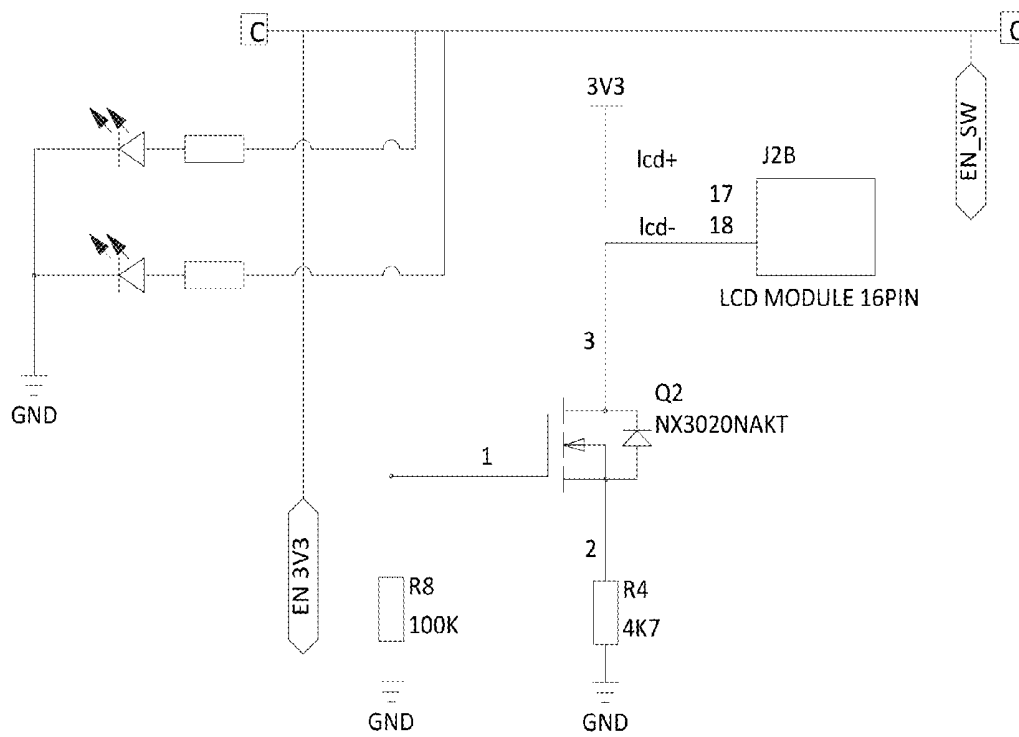 C
C
3V3
EN_SW
lcd+
J2B
17
lcd-
18
LCD MODULE 16PIN
3
GND
Q2
NX3020NAKT
1
EN 3V3
2
R8
100K
R4
4K7
GND
GND